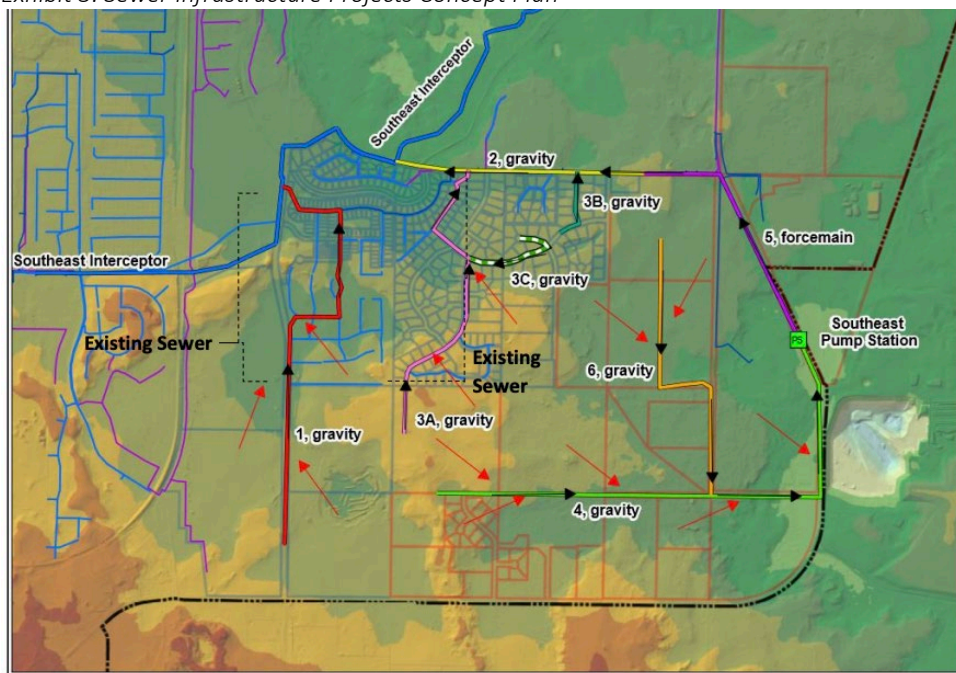 Exhibit 3. Sewer Infrastructure Projects Concept Plan
Southeast Interceptor
2, gravity
3B, gravity
5, forcemain
Southeast Interceptor
3C, gravity
Southeast
Pump Station
PS
Existing Sewer
Existing
Sewer
6, gravity
1, gravity
3A, gravity
4, gravity